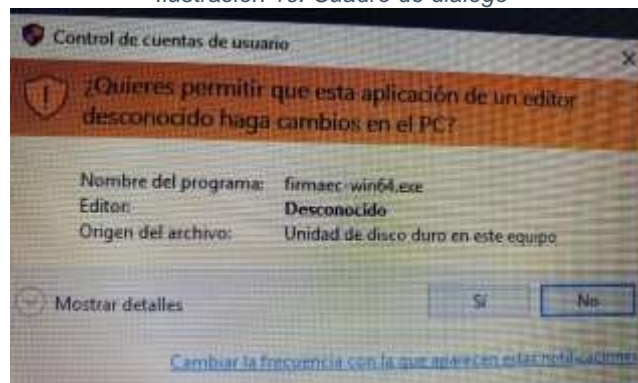 Ilustración 10. Cuadro de diálogo
Control de cuentas de usuario
¿Quieres permitir que esta aplicación de un editor
desconocido haga cambios en el PC?
Nombre del programa: firmaec-win64.exe
Editor: Desconocido
Origen del archivo: Unidad de disco duro en este equipo
Mostrar detalles
Sí No
Cambiar la frecuencia con la que aparecen estas notificaciones